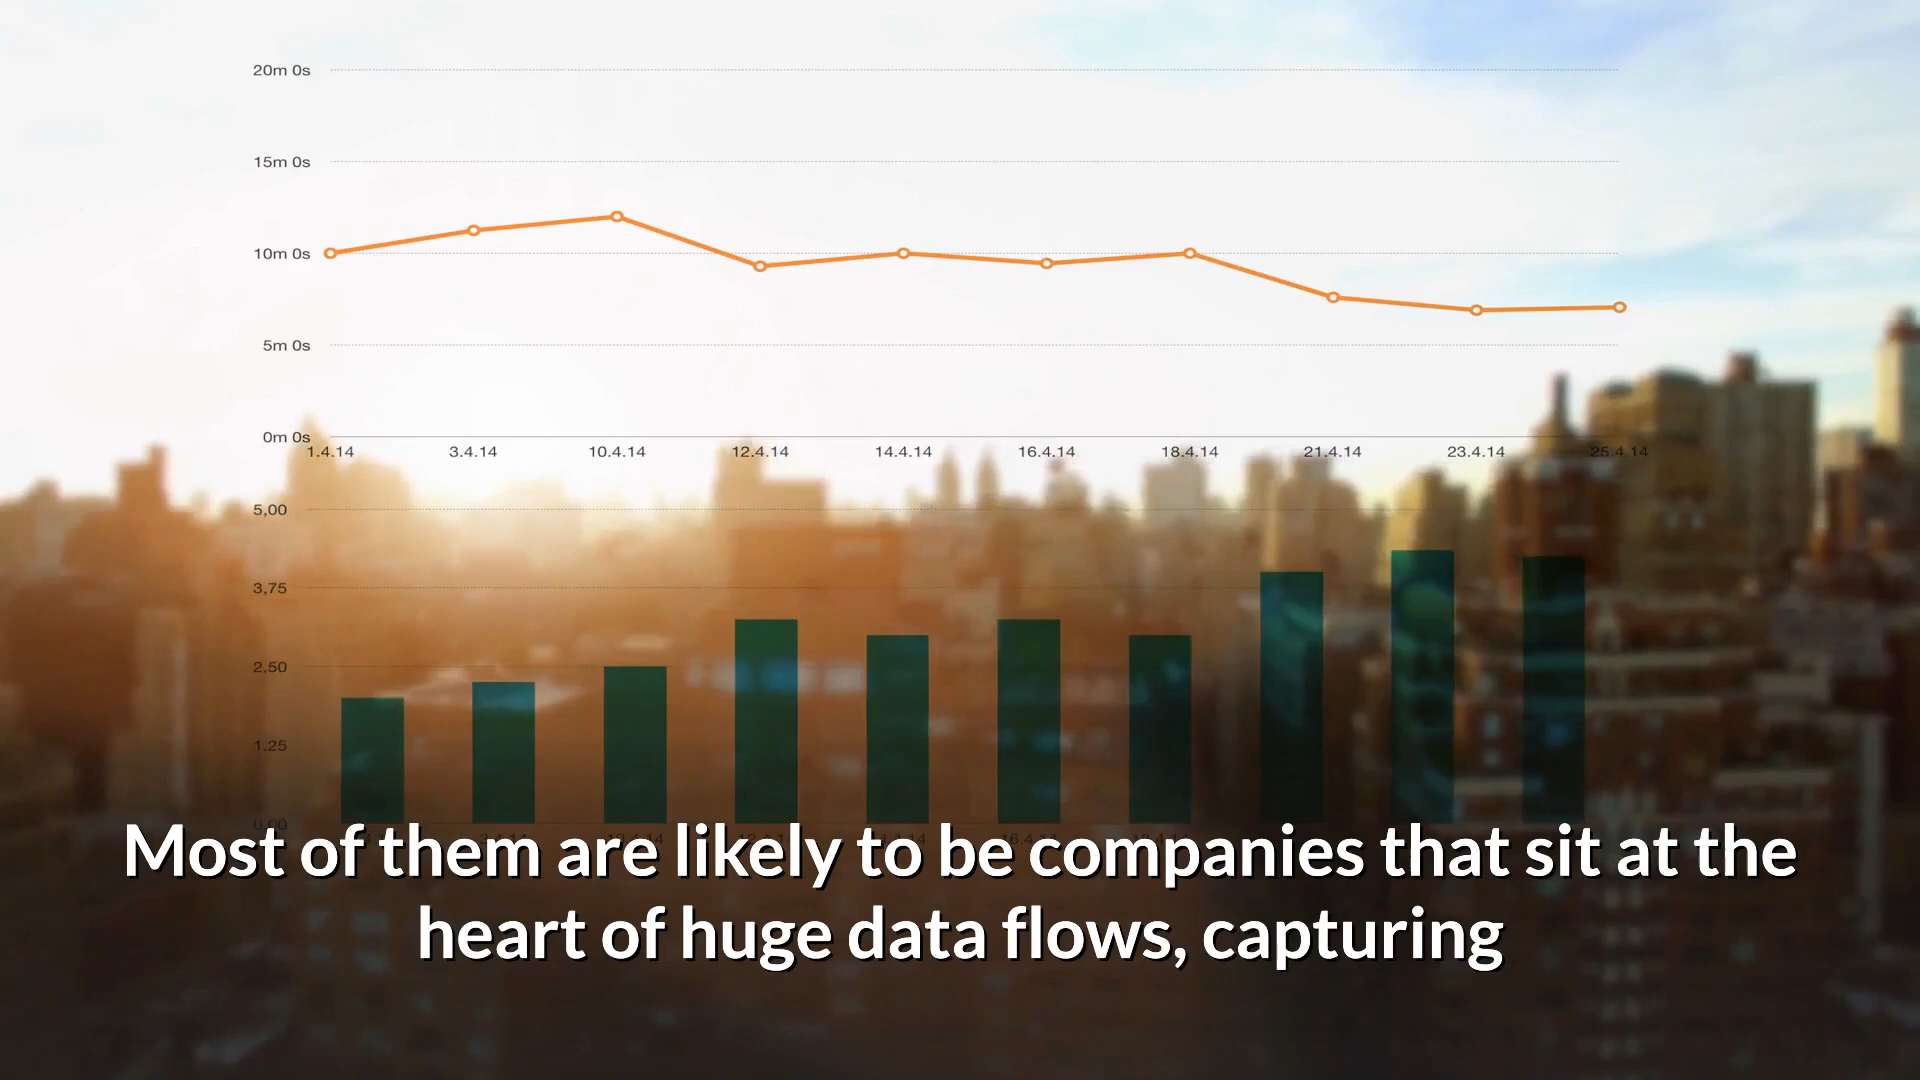 20m 0s
15m 0s
10m 0s
5m 0s
0m 0s
1.4.14 3.4.14 10.4.14 12.4.14 14.4.14 16.4.14 18.4.14 21.4.14 23.4.14 25.4.14
5,00
3,75
2,50
1,25
0,00
Most of them are likely to be companies that sit at the
heart of huge data flows, capturing